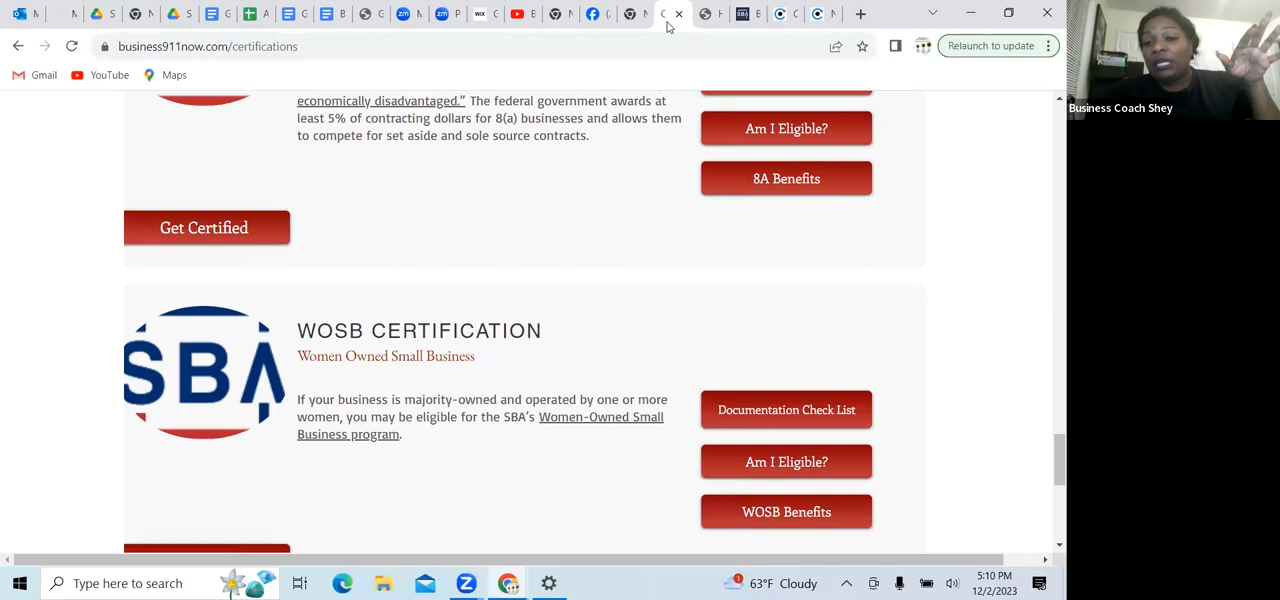 M
M
S
N
S
G
A
G
B
G
M
P
WIX
C
B
N
(
N
C
H
SBA
B
C
N
business911now.com/certifications
Relaunch to update
Gmail
YouTube
Maps
Business Coach Shey
economically disadvantaged.” The federal government awards at
least 5% of contracting dollars for 8(a) businesses and allows them
to compete for set aside and sole source contracts.
Am I Eligible?
8A Benefits
Get Certified
SBA
WOSB CERTIFICATION
Women Owned Small Business
If your business is majority-owned and operated by one or more
women, you may be eligible for the SBA’s Women-Owned Small
Business program.
Documentation Check List
Am I Eligible?
WOSB Benefits
Type here to search
63°F Cloudy
5:10 PM
12/2/2023